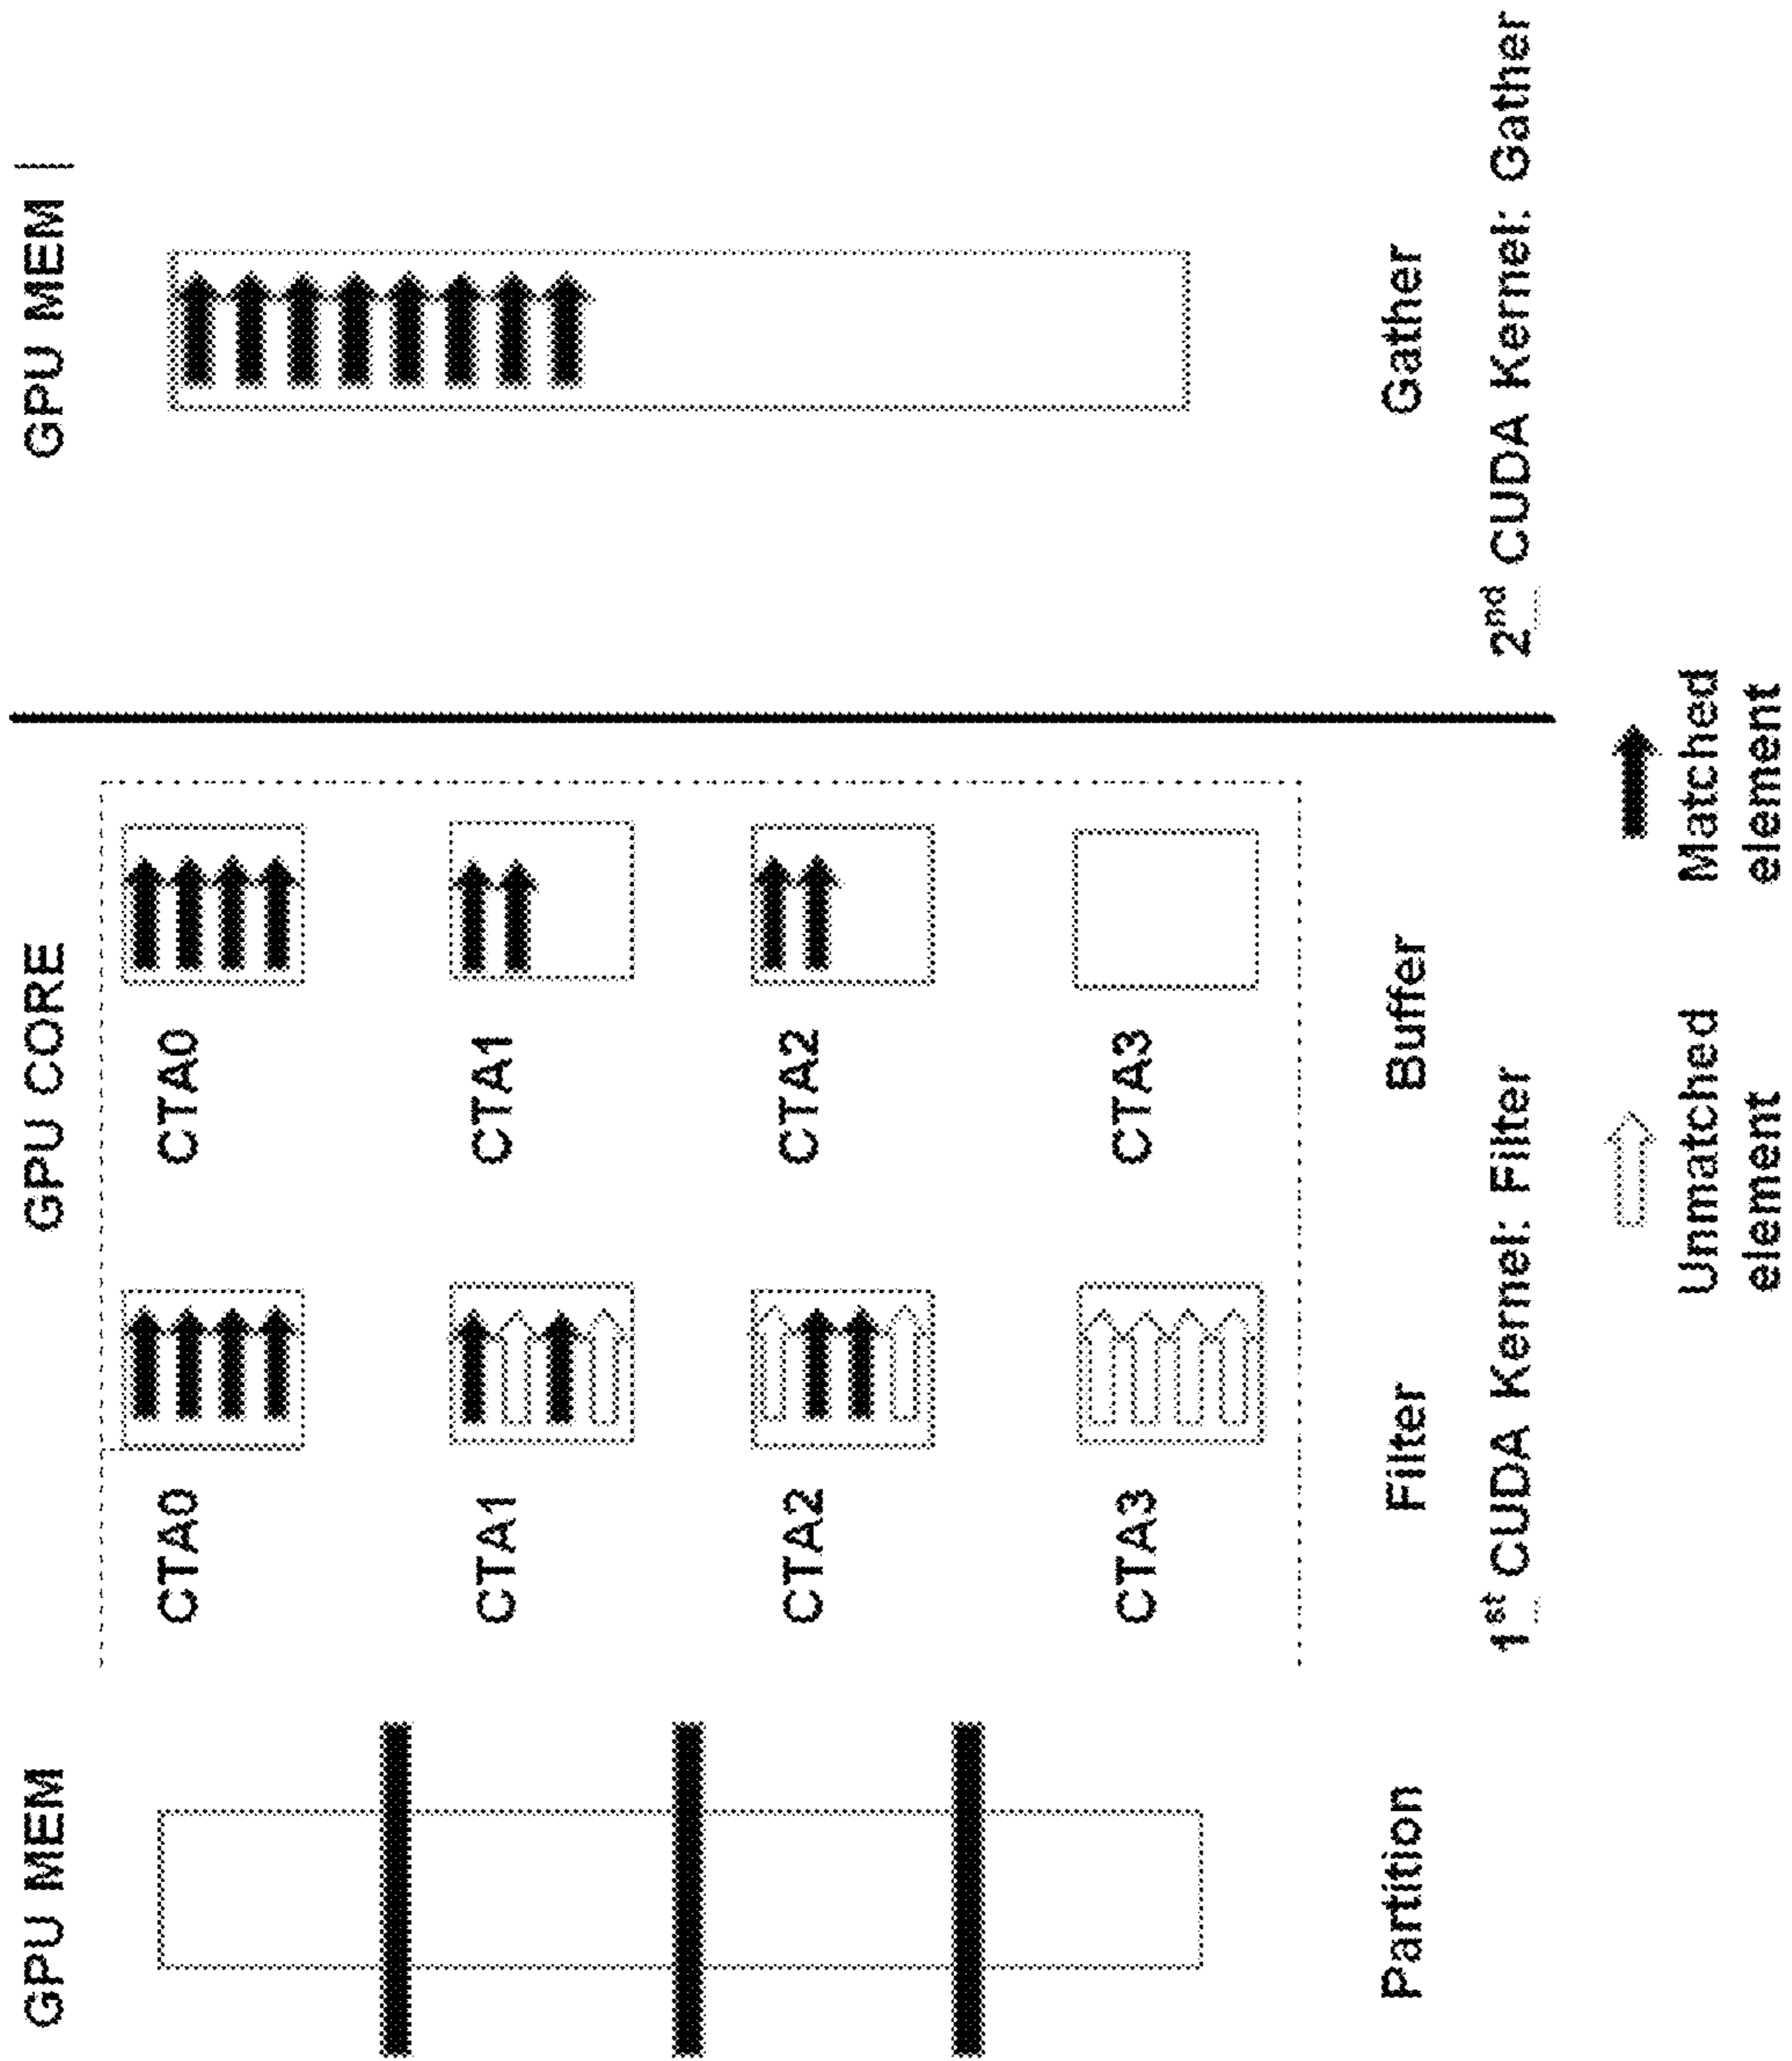 GPU MEM
GPU CORE
GPU MEM
CTA0
CTA0
CTA1
CTA1
CTA2
CTA2
CTA3
CTA3
Partition
Filter
Buffer
Gather
1st CUDA Kernel: Filter
2nd CUDA Kernel: Gather
Unmatched
element
Matched
element